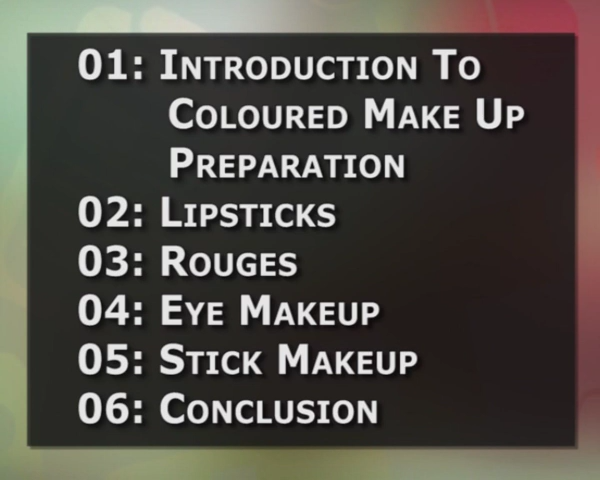 01: Introduction To
Coloured Make Up
Preparation
02: Lipsticks
03: Rouges
04: Eye Makeup
05: Stick Makeup
06: Conclusion